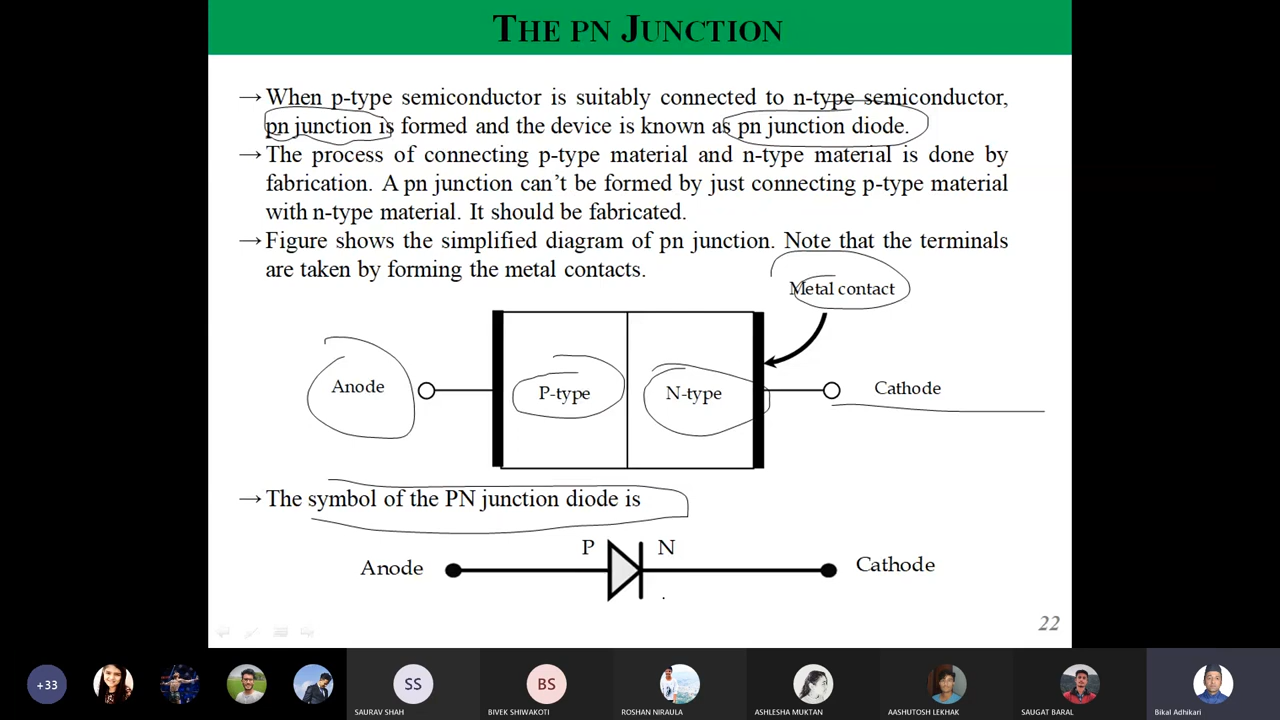 THE PN JUNCTION
→ When p-type semiconductor is suitably connected to n-type semiconductor,
pn junction is formed and the device is known as pn junction diode.
→ The process of connecting p-type material and n-type material is done by
fabrication. A pn junction can’t be formed by just connecting p-type material
with n-type material. It should be fabricated.
→ Figure shows the simplified diagram of pn junction. Note that the terminals
are taken by forming the metal contacts.
Metal contact
Anode
P-type
N-type
Cathode
→ The symbol of the PN junction diode is
P
N
Anode
Cathode
22
+33
SS
BS
SAURAV SHAH
BIVEK SHIWAKOTI
ROSHAN NIRAULA
ASHLESHA MUKTAN
AASHUTOSH LEKHAK
SAUGAT BARAL
Bikal Adhikari